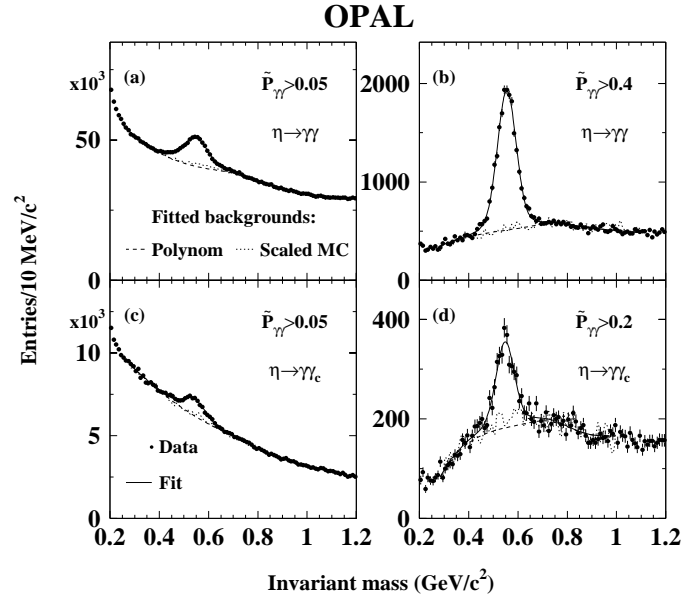 OPAL
Entries/10 MeV/c²
x10³
(a)
P̃γγ>0.05
η→γγ
50
Fitted backgrounds:
Polynom
Scaled MC
0
(b)
P̃γγ>0.4
η→γγ
2000
1000
0
x10³
(c)
P̃γγ>0.05
η→γγc
10
5
Data
Fit
0
0.2 0.4 0.6 0.8 1 1.2
(d)
P̃γγ>0.2
η→γγc
400
200
0
0.2 0.4 0.6 0.8 1 1.2
Invariant mass (GeV/c²)